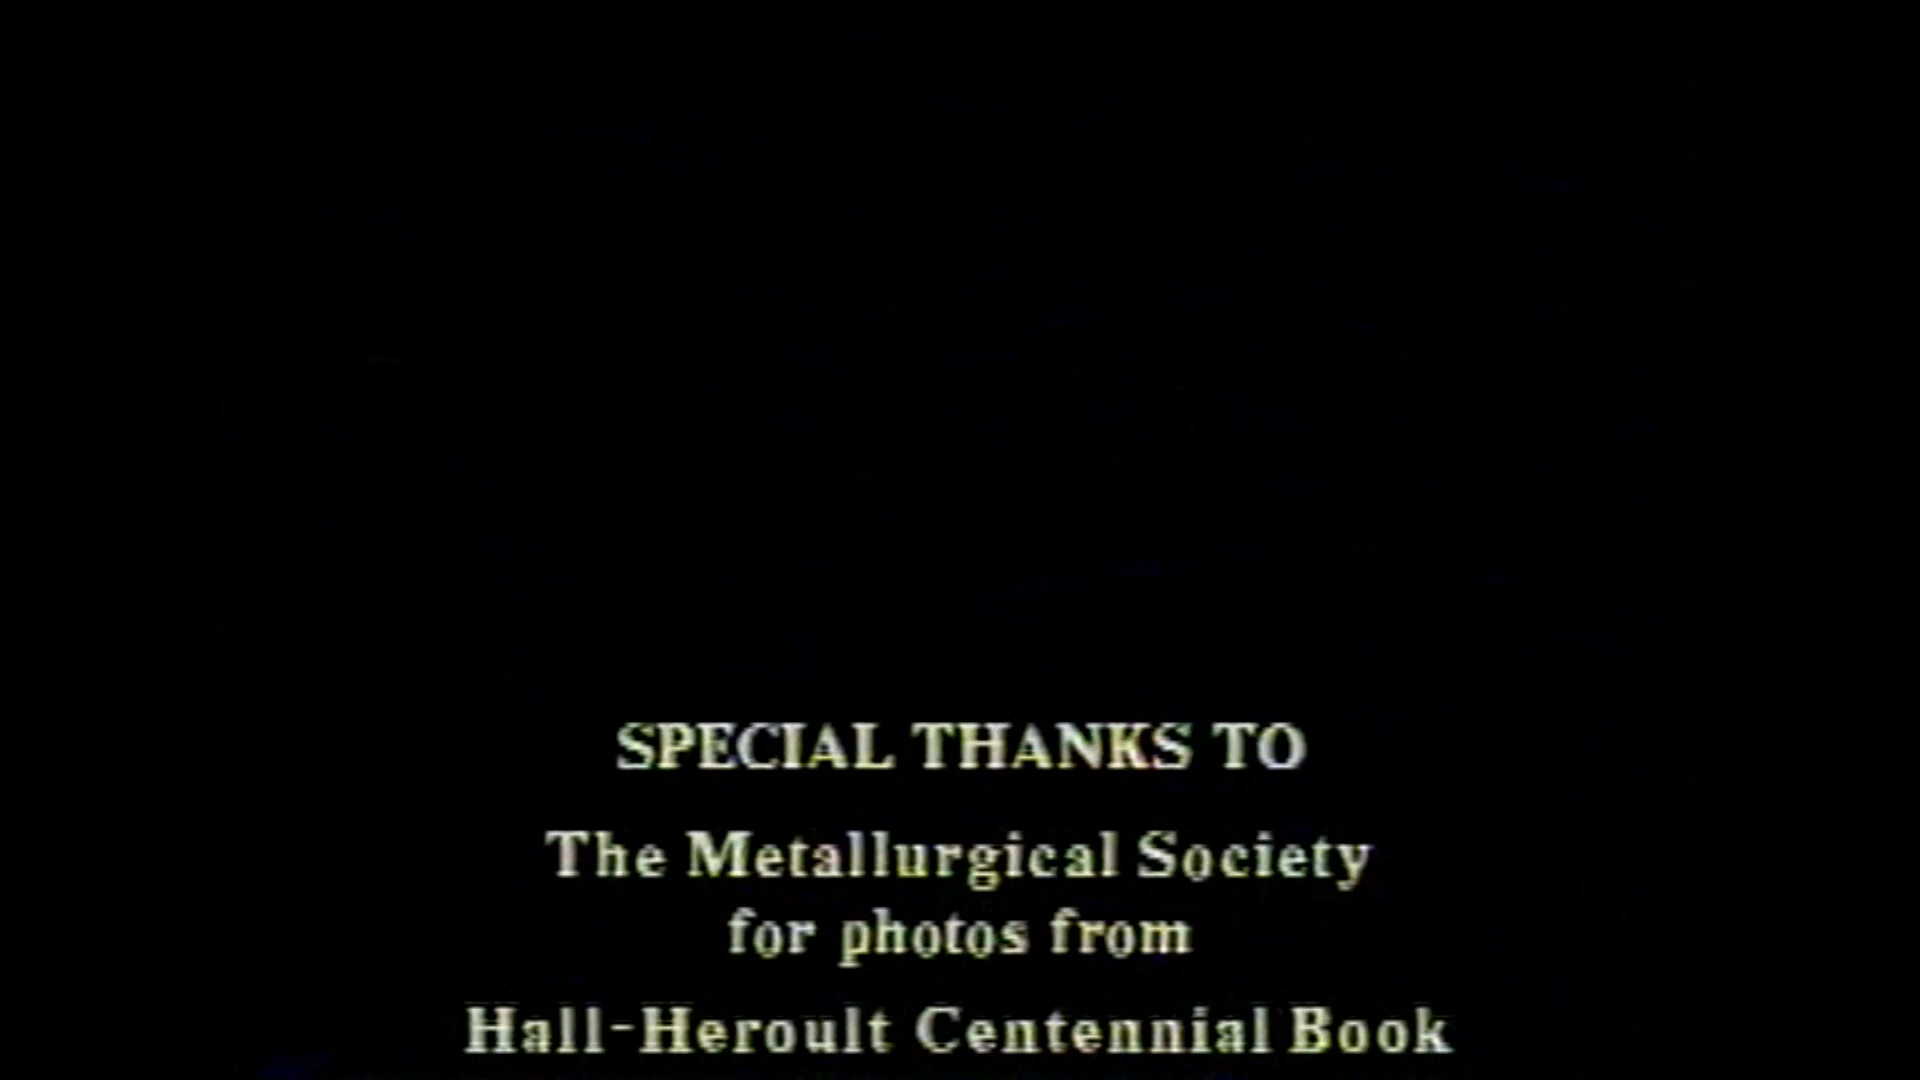 SPECIAL THANKS TO
The Metallurgical Society
for photos from
Hall-Heroult Centennial Book